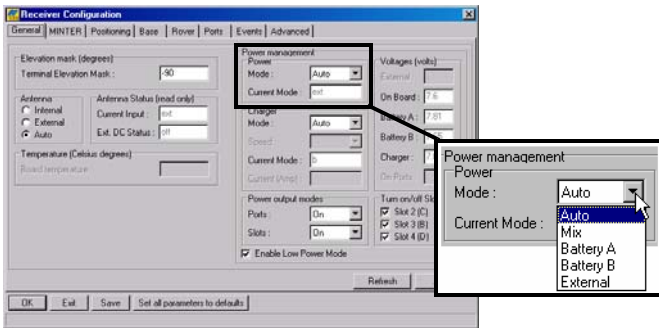 Receiver Configuration
General MINTER Positioning Base Rover Ports Events Advanced
Elevation mask (degrees)
Terminal Elevation Mask : -90
Antenna
Internal
External
Auto
Antenna Status (read only)
Current Input : ext
Ext. DC Status : off
Temperature (Celsius degrees)
Board temperature
Power management
Power
Mode : Auto
Current Mode : ext
Charger
Mode : Auto
Speed :
Current Mode : b
Current (Amp)
Power output modes
Ports : On
Slots : On
Enable Low Power Mode
Voltages (volts)
External
On Board : 7.6
Battery A : 7.81
Battery B :
Charger :
On Ports
Turn on/off
Slot 2 (C)
Slot 3 (B)
Slot 4 (D)
Refresh
OK Exit Save Set all parameters to defaults
Power management
Power
Mode : Auto
Current Mode :
Auto
Mix
Battery A
Battery B
External